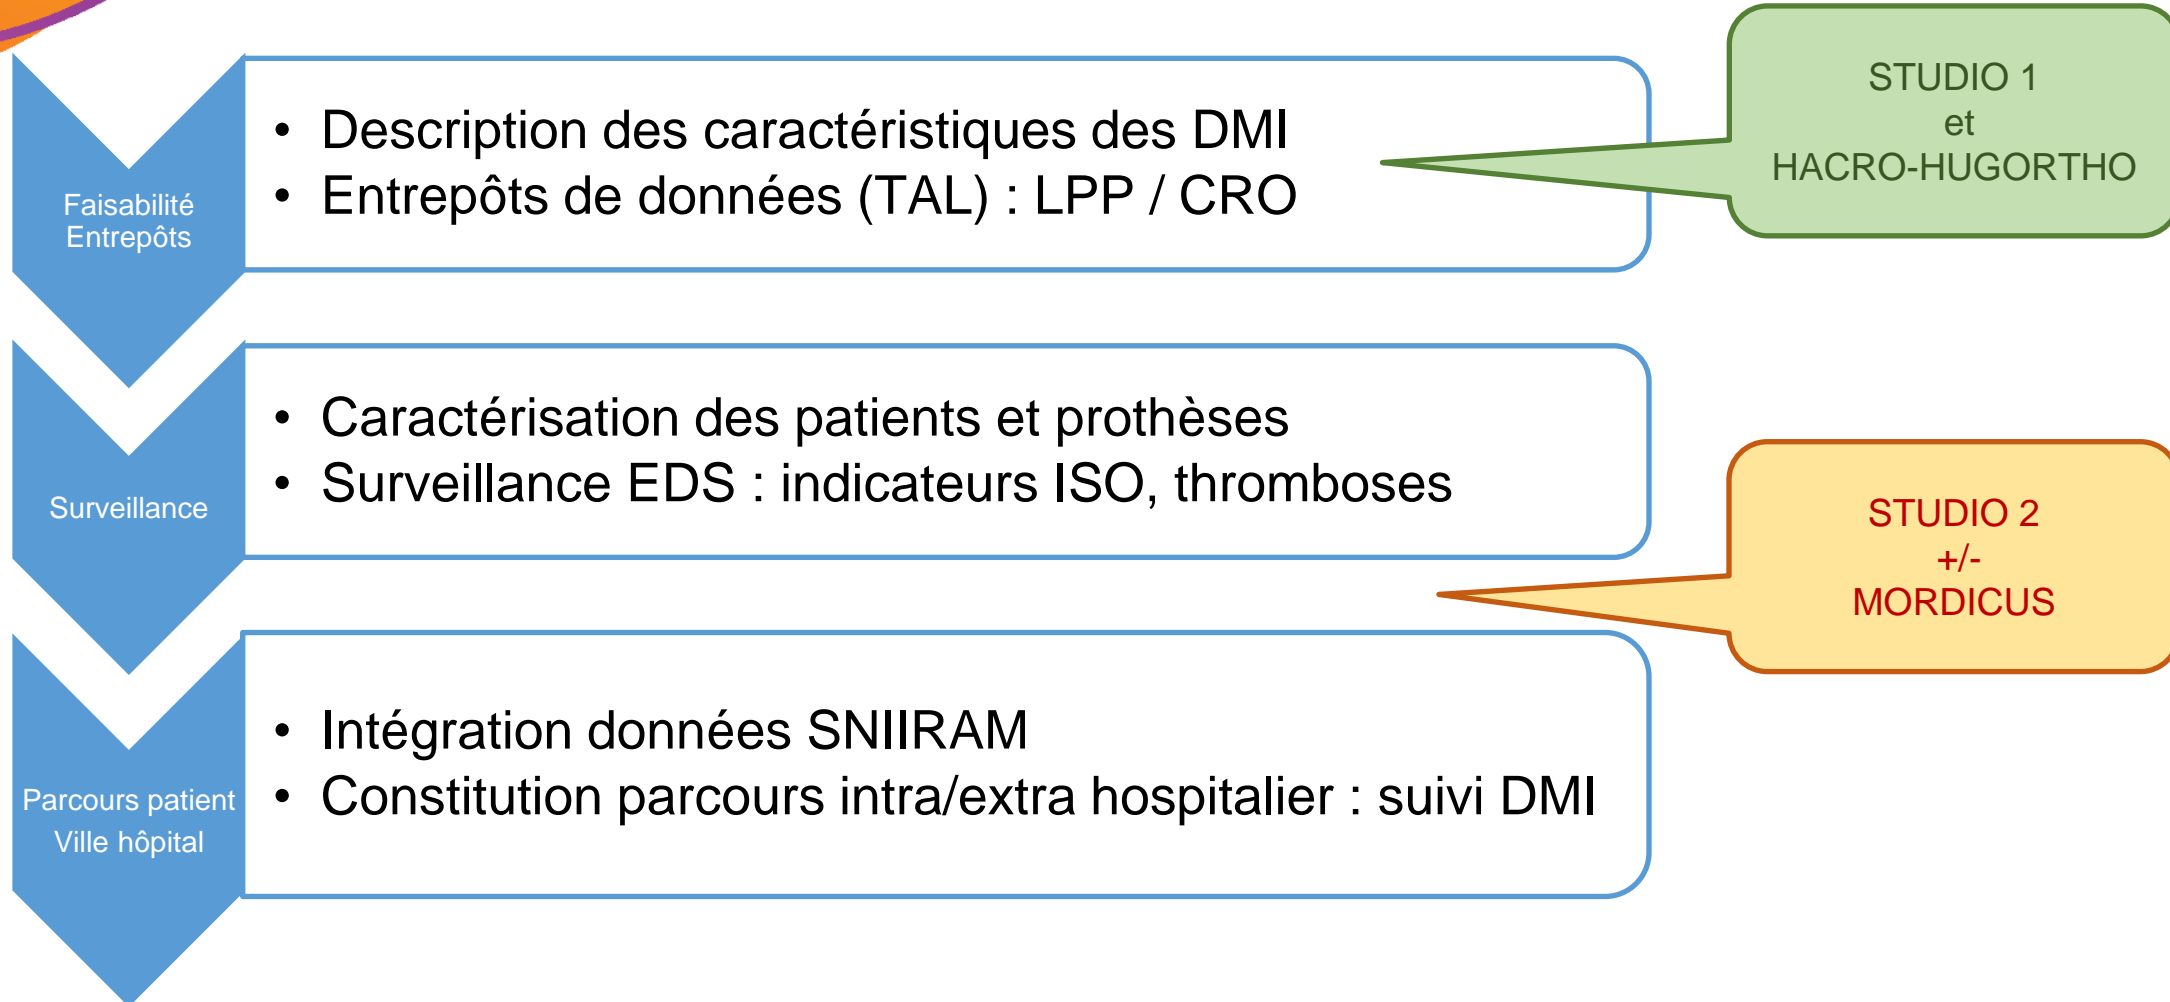 Faisabilité
Entrepôts
• Description des caractéristiques des DMI
• Entrepôts de données (TAL) : LPP / CRO
STUDIO 1
et
HACRO-HUGORTHO
Surveillance
• Caractérisation des patients et prothèses
• Surveillance EDS : indicateurs ISO, thromboses
STUDIO 2
+/-
MORDICUS
Parcours patient
Ville hôpital
• Intégration données SNIIRAM
• Constitution parcours intra/extra hospitalier : suivi DMI